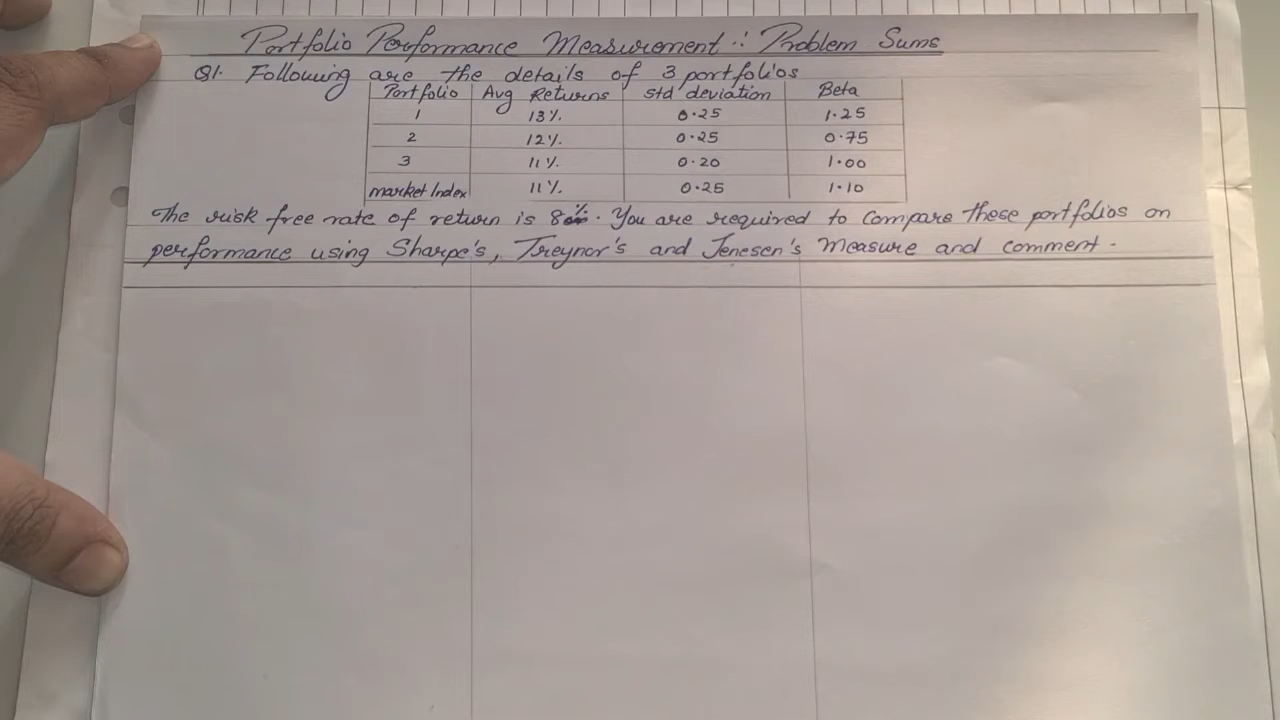 Portfolio Performance Measurement :: Problem Sums
Q1. Following are the details of 3 portfolios
Portfolio Avg Returns std deviation Beta
1 13% 0.25 1.25
2 12% 0.25 0.75
3 11% 0.20 1.00
market Index 11% 0.25 1.10
The risk free rate of return is 8%. You are required to compare these portfolios on
performance using Sharpe's, Treynor's and Jenesen's Measure and comment.